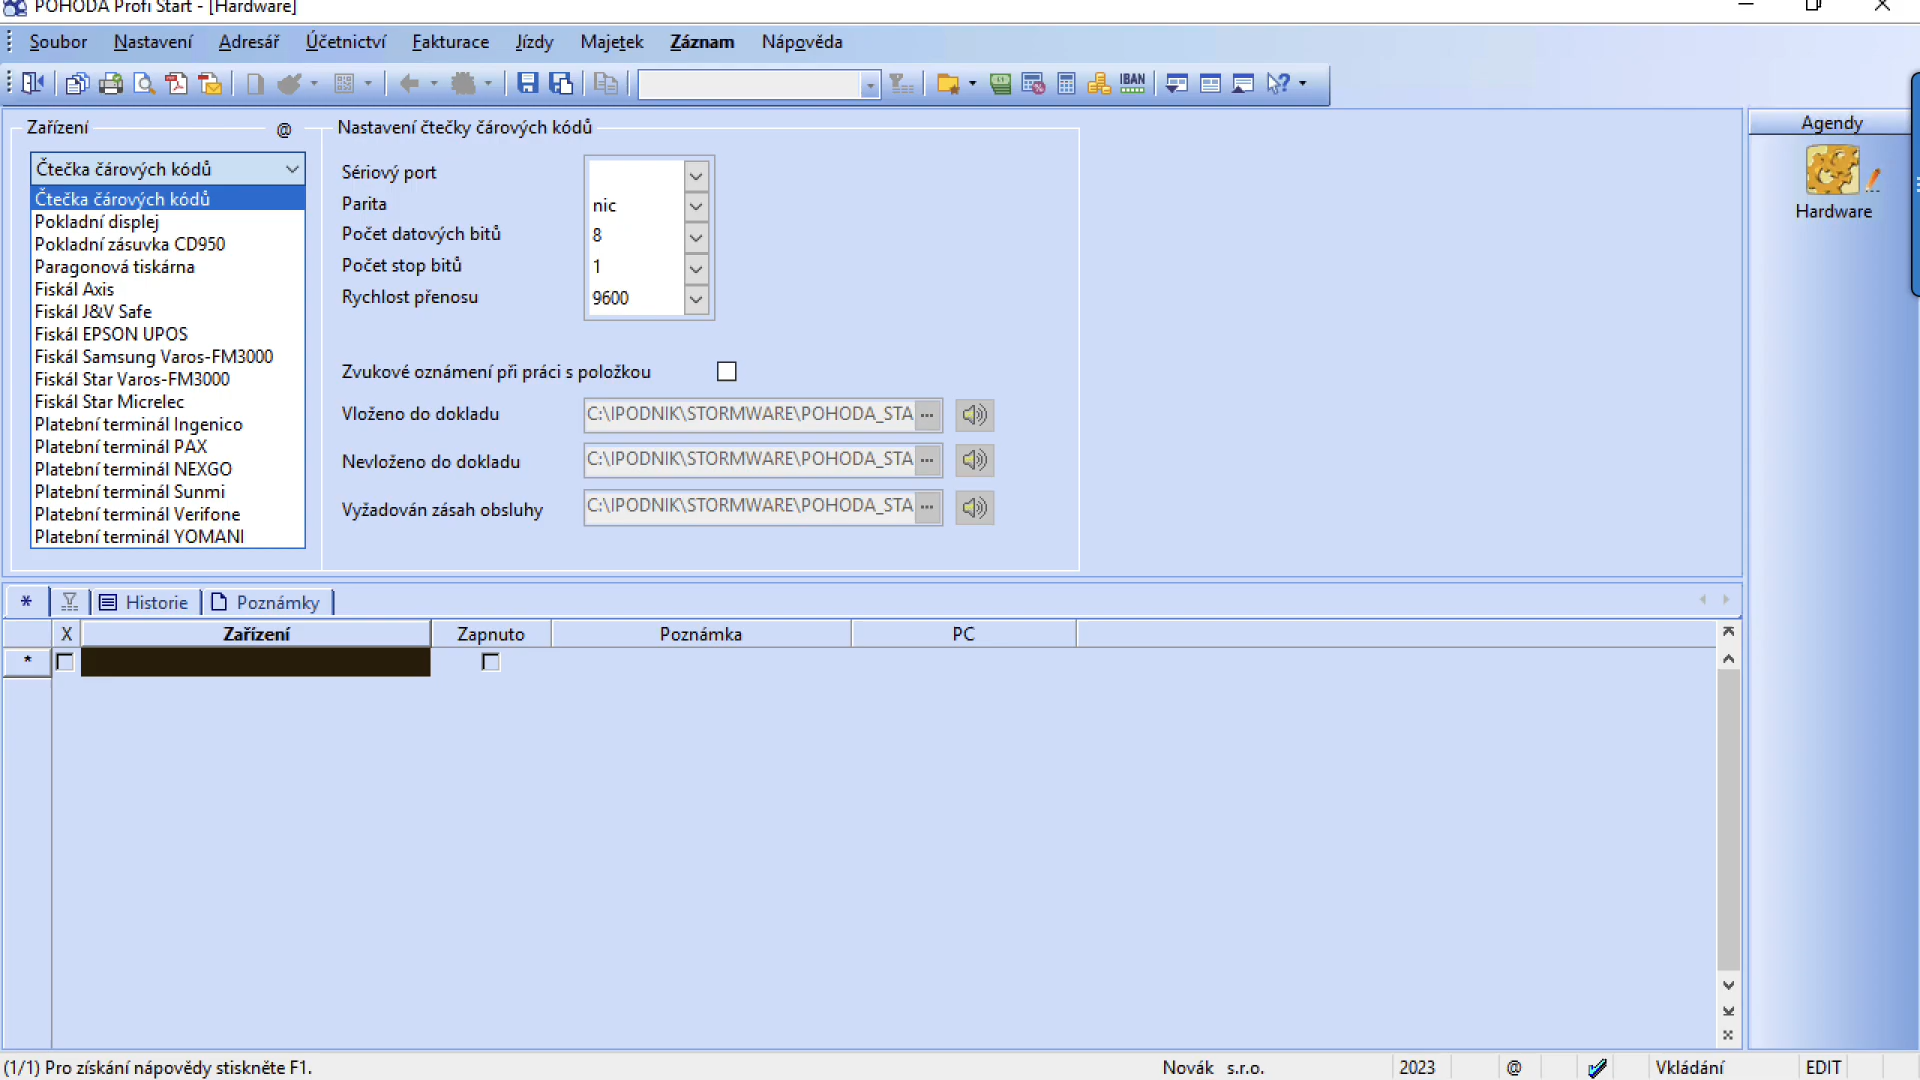 POHODA Profi Start - [Hardware]
Soubor Nastavení Adresář Účetnictví Fakturace Jízdy Majetek Záznam Nápověda
IBAN
Zařízení @
Čtečka čárových kódů
Čtečka čárových kódů
Pokladní displej
Pokladní zásuvka CD950
Paragonová tiskárna
Fiskál Axis
Fiskál J&V Safe
Fiskál EPSON UPOS
Fiskál Samsung Varos-FM3000
Fiskál Star Varos-FM3000
Fiskál Star Micrelec
Platební terminál Ingenico
Platební terminál PAX
Platební terminál NEXGO
Platební terminál Sunmi
Platební terminál Verifone
Platební terminál YOMANI
Nastavení čtečky čárových kódů
Sériový port
Parita nic
Počet datových bitů 8
Počet stop bitů 1
Rychlost přenosu 9600
Zvukové oznámení při práci s položkou
Vloženo do dokladu C:\IPODNIK\STORMWARE\POHODA_STA ...
Nevloženo do dokladu C:\IPODNIK\STORMWARE\POHODA_STA ...
Vyžadován zásah obsluhy C:\IPODNIK\STORMWARE\POHODA_STA ...
Agendy
Hardware
* Historie Poznámky
X Zařízení Zapnuto Poznámka PC
*
(1/1) Pro získání nápovědy stiskněte F1. Novák s.r.o. 2023 @ Vkládání EDIT